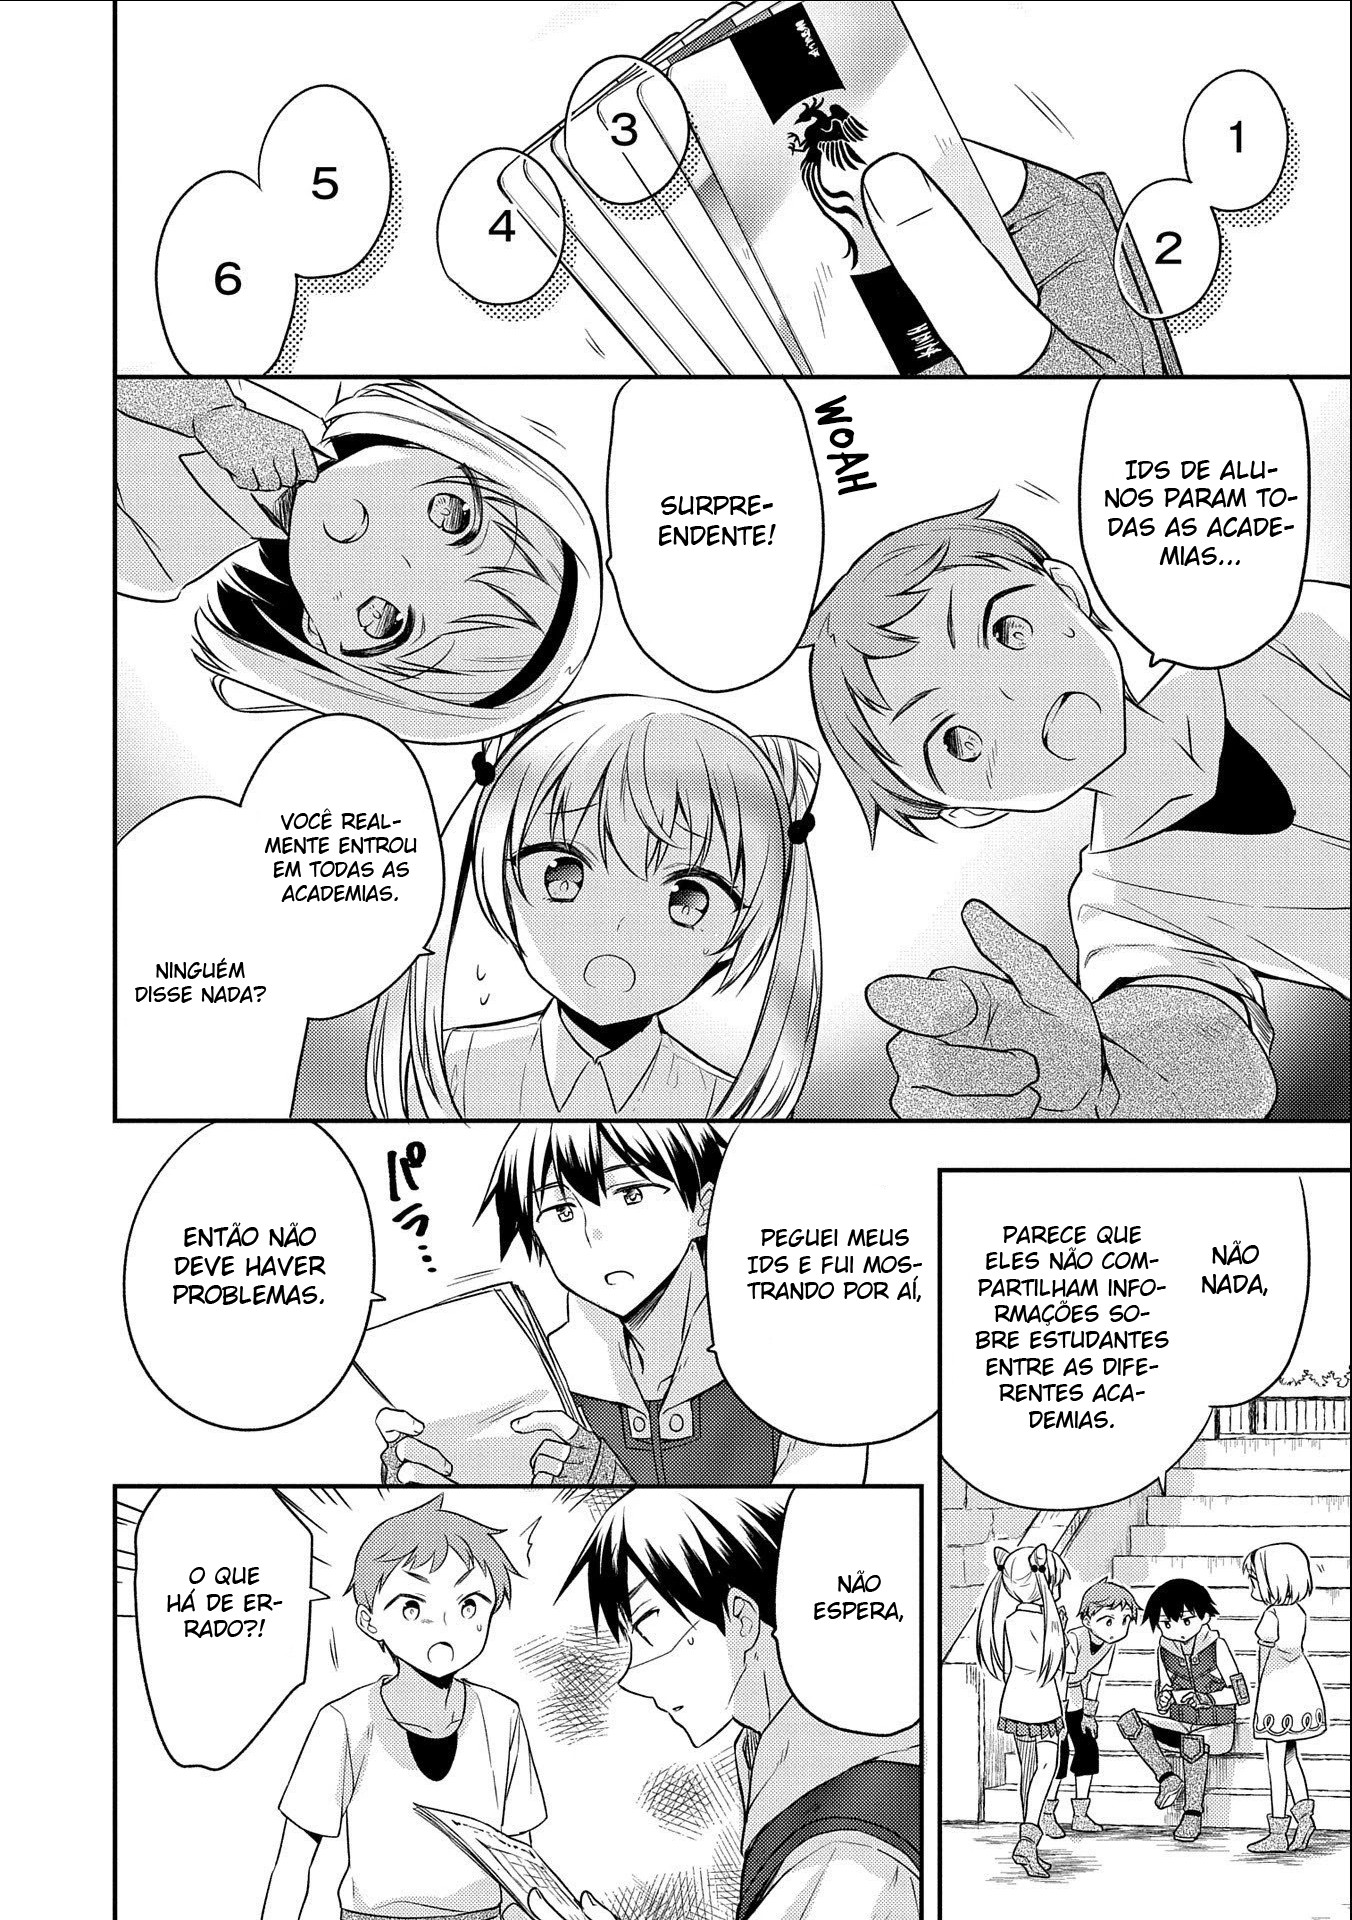 1
2
3
4
5
6
IDS DE ALU-
NOS PARAM TO-
DAS AS ACADE-
MIAS...
WOAH
SURPRE-
ENDENTE!
VOCÊ REAL-
MENTE ENTROU
EM TODAS AS
ACADEMIAS.
NINGUÉM
DISSE NADA?
NÃO
NADA,
PARECE QUE
ELES NÃO COM-
PARTILHAM INFO-
RMAÇÕES SO-
BRE ESTUDANTES
ENTRE AS DIFE-
RENTES ACA-
DEMIAS.
PEGUEI MEUS
IDS E FUI MOS-
TRANDO POR AÍ,
パラ…
ENTÃO NÃO
DEVE HAVER
PROBLEMAS.
NÃO
ESPERA,
O QUE
HÁ DE ER-
RADO?!